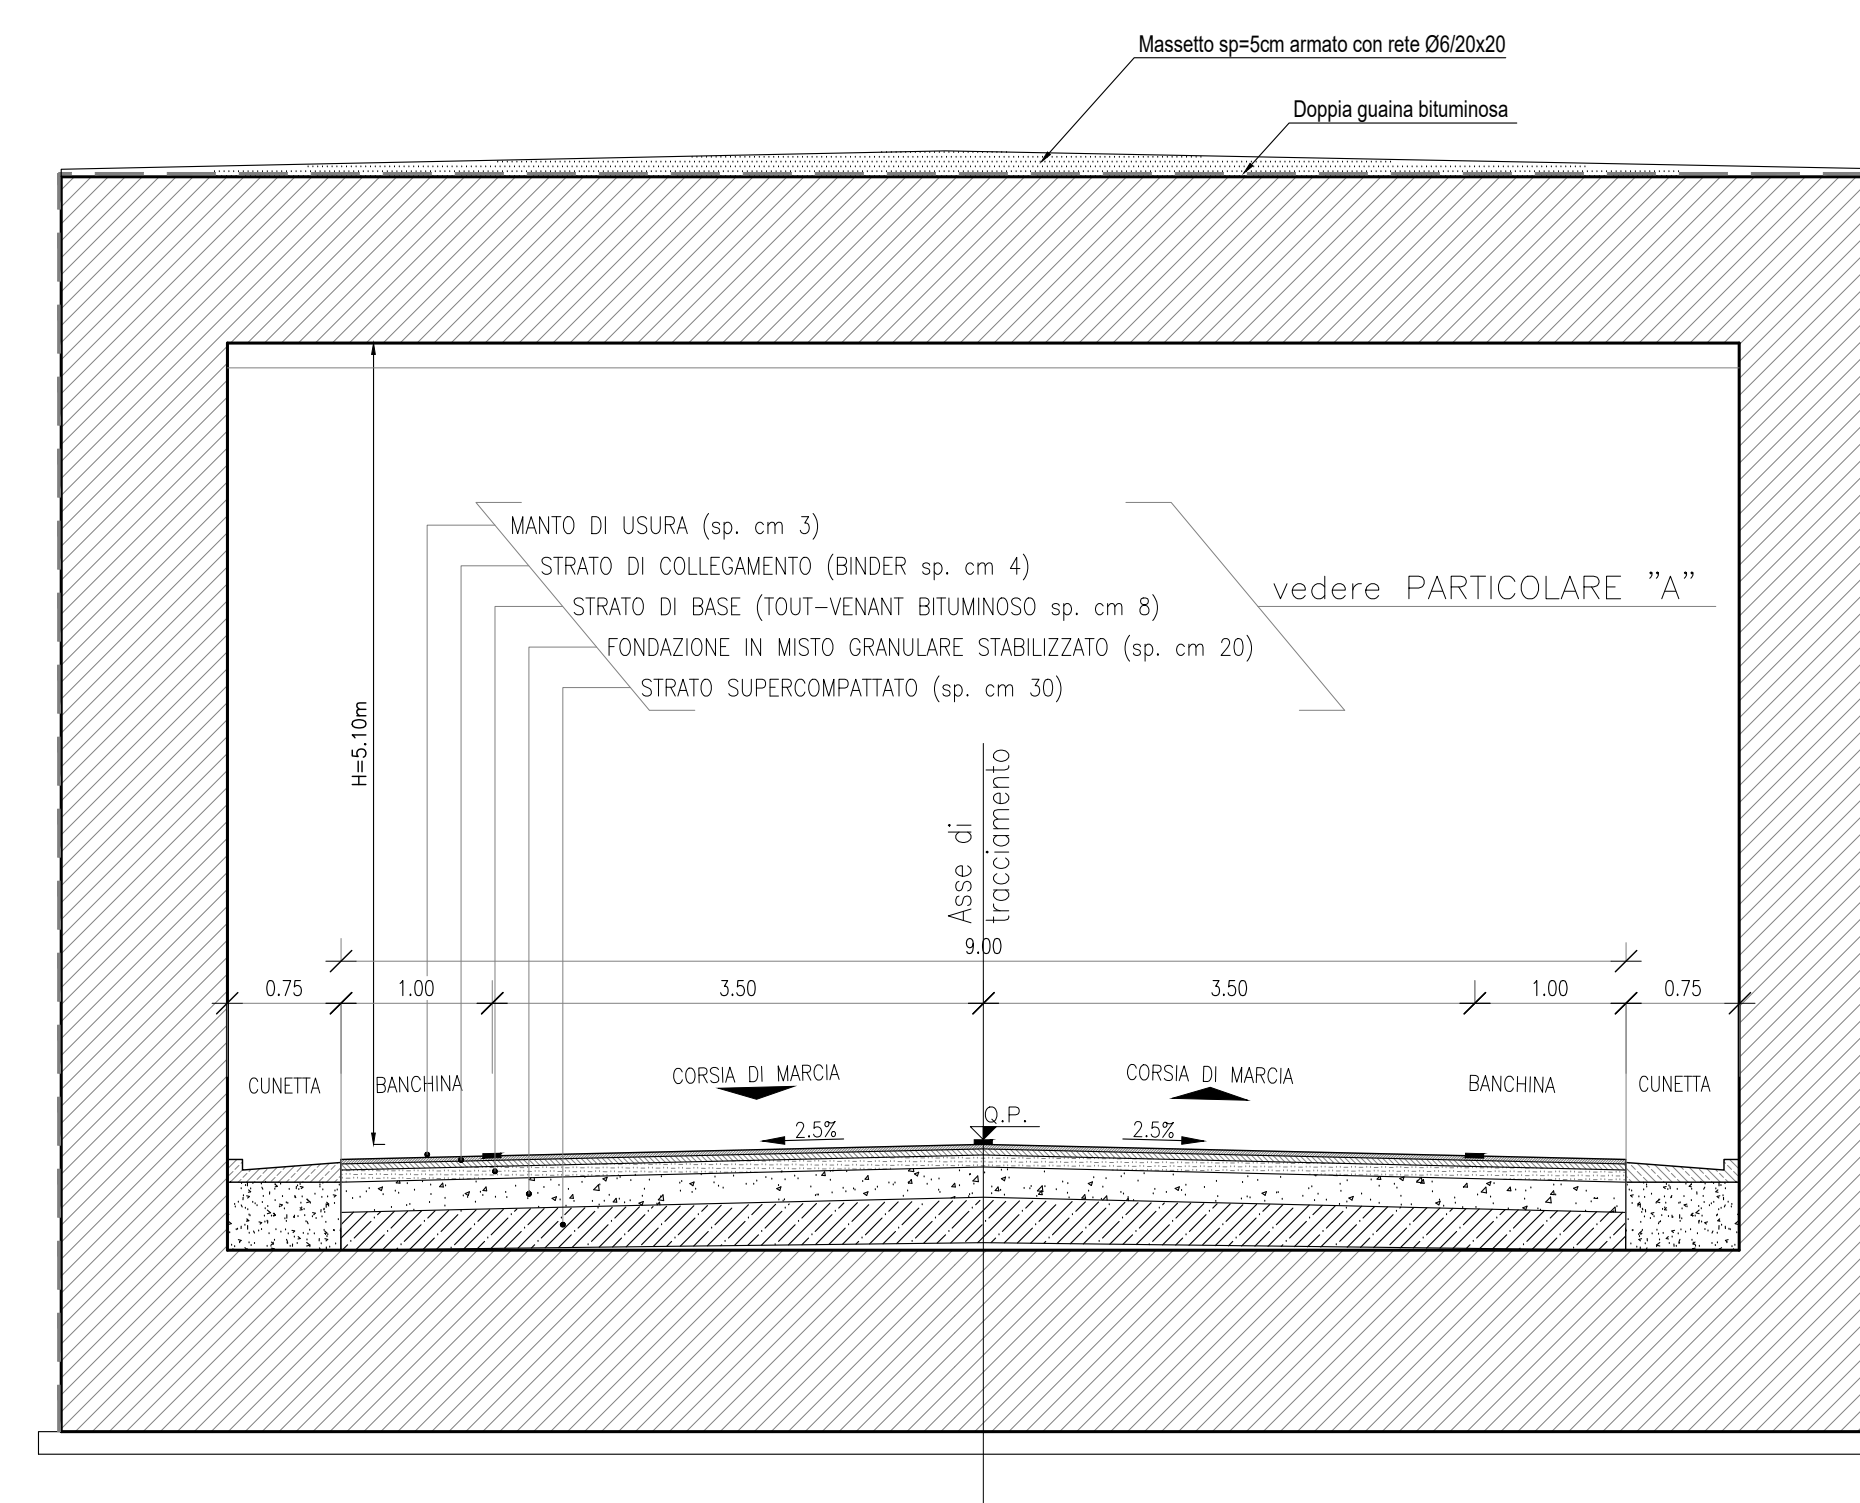 Massetto sp=5cm armato con rete Ø6/20x20
Doppia guaina bituminosa
MANTO DI USURA (sp. cm 3)
STRATO DI COLLEGAMENTO (BINDER sp. cm 4)
STRATO DI BASE (TOUT-VENANT BITUMINOSO sp. cm 8)
FONDAZIONE IN MISTO GRANULARE STABILIZZATO (sp. cm 20)
STRATO SUPERCOMPATTATO (sp. cm 30)
vedere PARTICOLARE "A"
H=5.10m
Asse di
tracciamento
9.00
0.75 1.00 3.50 3.50 1.00 0.75
CUNETTA BANCHINA CORSIA DI MARCIA CORSIA DI MARCIA BANCHINA CUNETTA
Q.P.
2.5% 2.5%